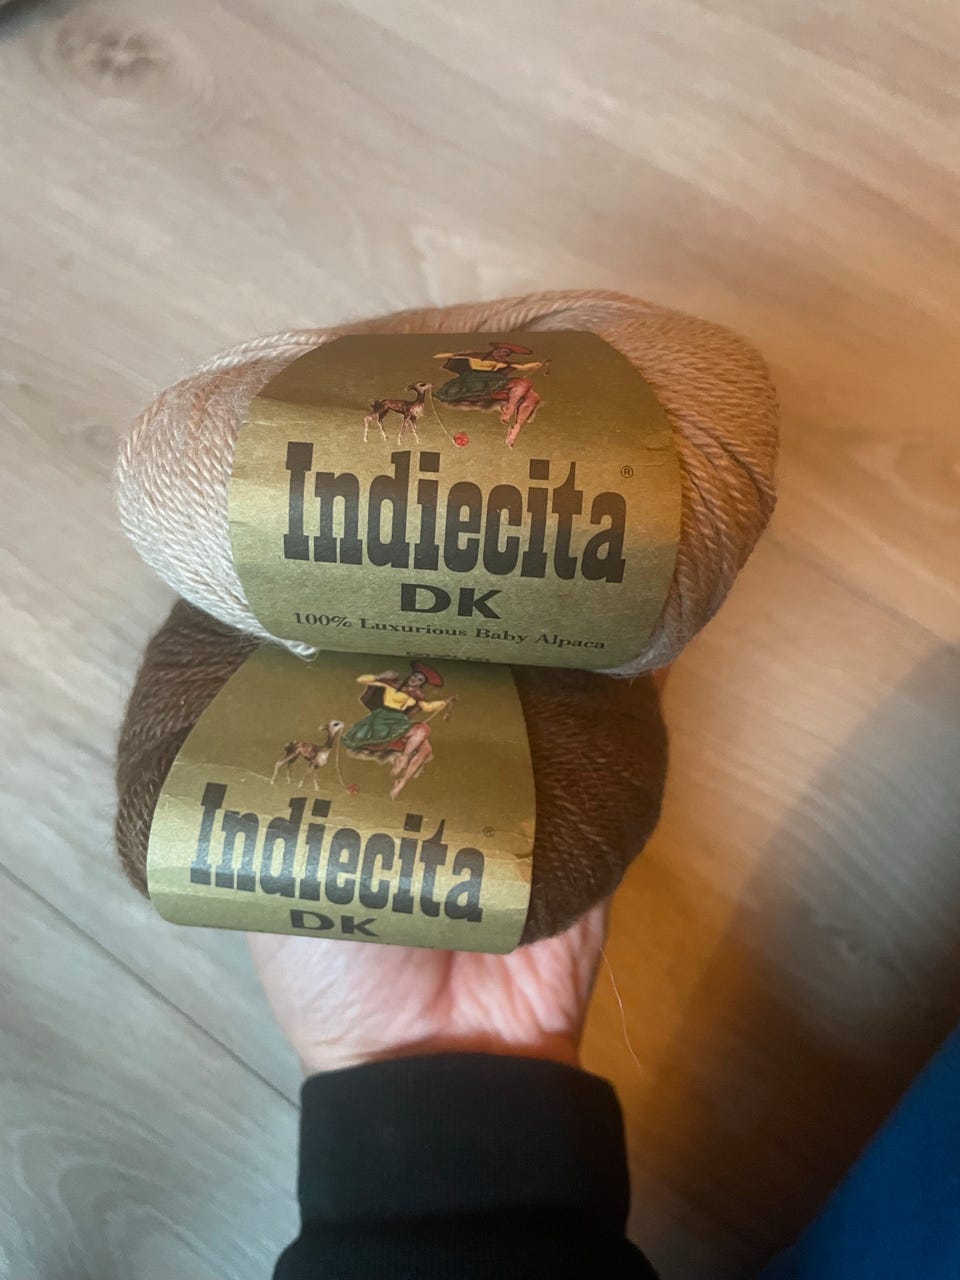 Indiecita®
DK
100% Luxurious Baby Alpaca
Indiecita®
DK